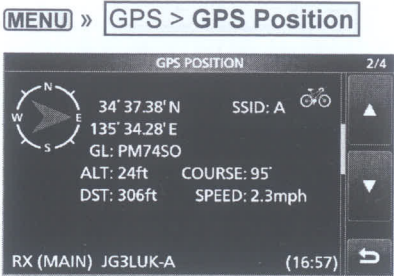 MENU » GPS > GPS Position
GPS POSITION 2/4
N
W E
S
34°37.38'N SSID: A
135°34.28'E
GL: PM74SO
ALT: 24ft COURSE: 95°
DST: 306ft SPEED: 2.3mph
RX (MAIN) JG3LUK-A (16:57)